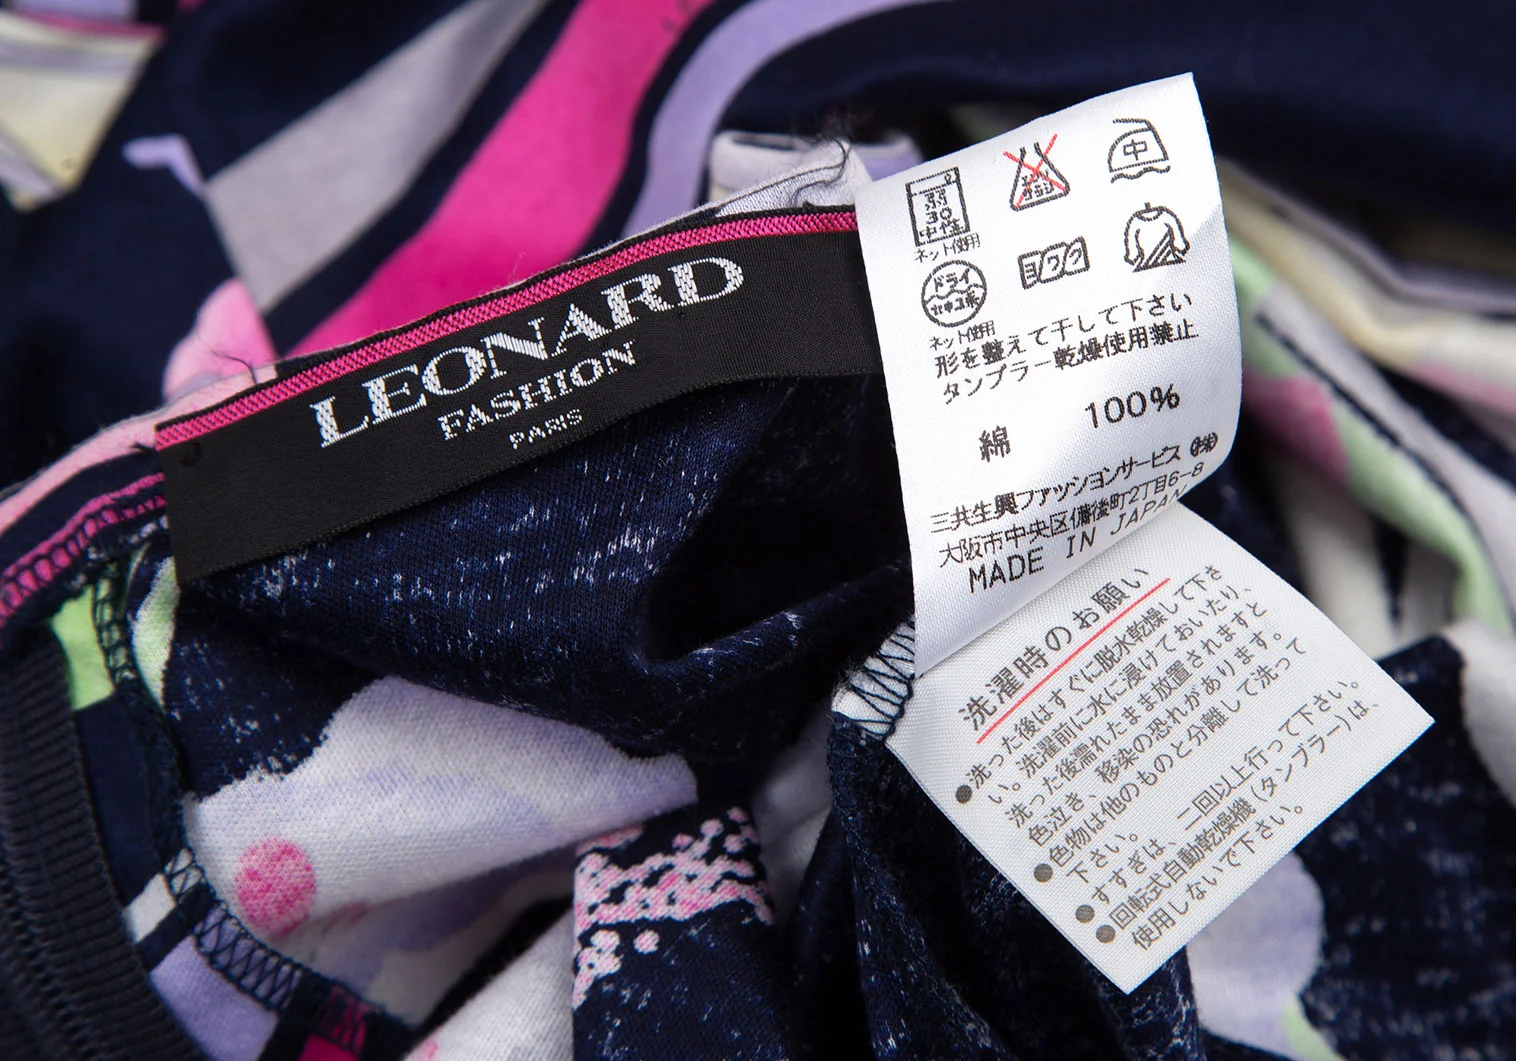 LEONARD
FASHION
PARIS
弱
30
中性
ネット使用
エンソ
サラシ
中
ドライ
セキユ系
ネット使用
ヨワク
形を整えて干して下さい
タンブラー乾燥使用禁止
綿 100%
三共生興ファッションサービス(株)
大阪市中央区備後町2丁目6-8
MADE IN JAPAN
洗濯時のお願い
●洗った後はすぐに脱水乾燥して下さ
い。洗濯前に水に浸けておいたり、
洗った後濡れたまま放置されますと
色泣き、移染の恐れがあります。
●色物は他のものと分離して洗って
下さい。
●すすぎは、二回以上行って下さい。
●回転式自動乾燥機(タンブラー)は、
使用しないで下さい。